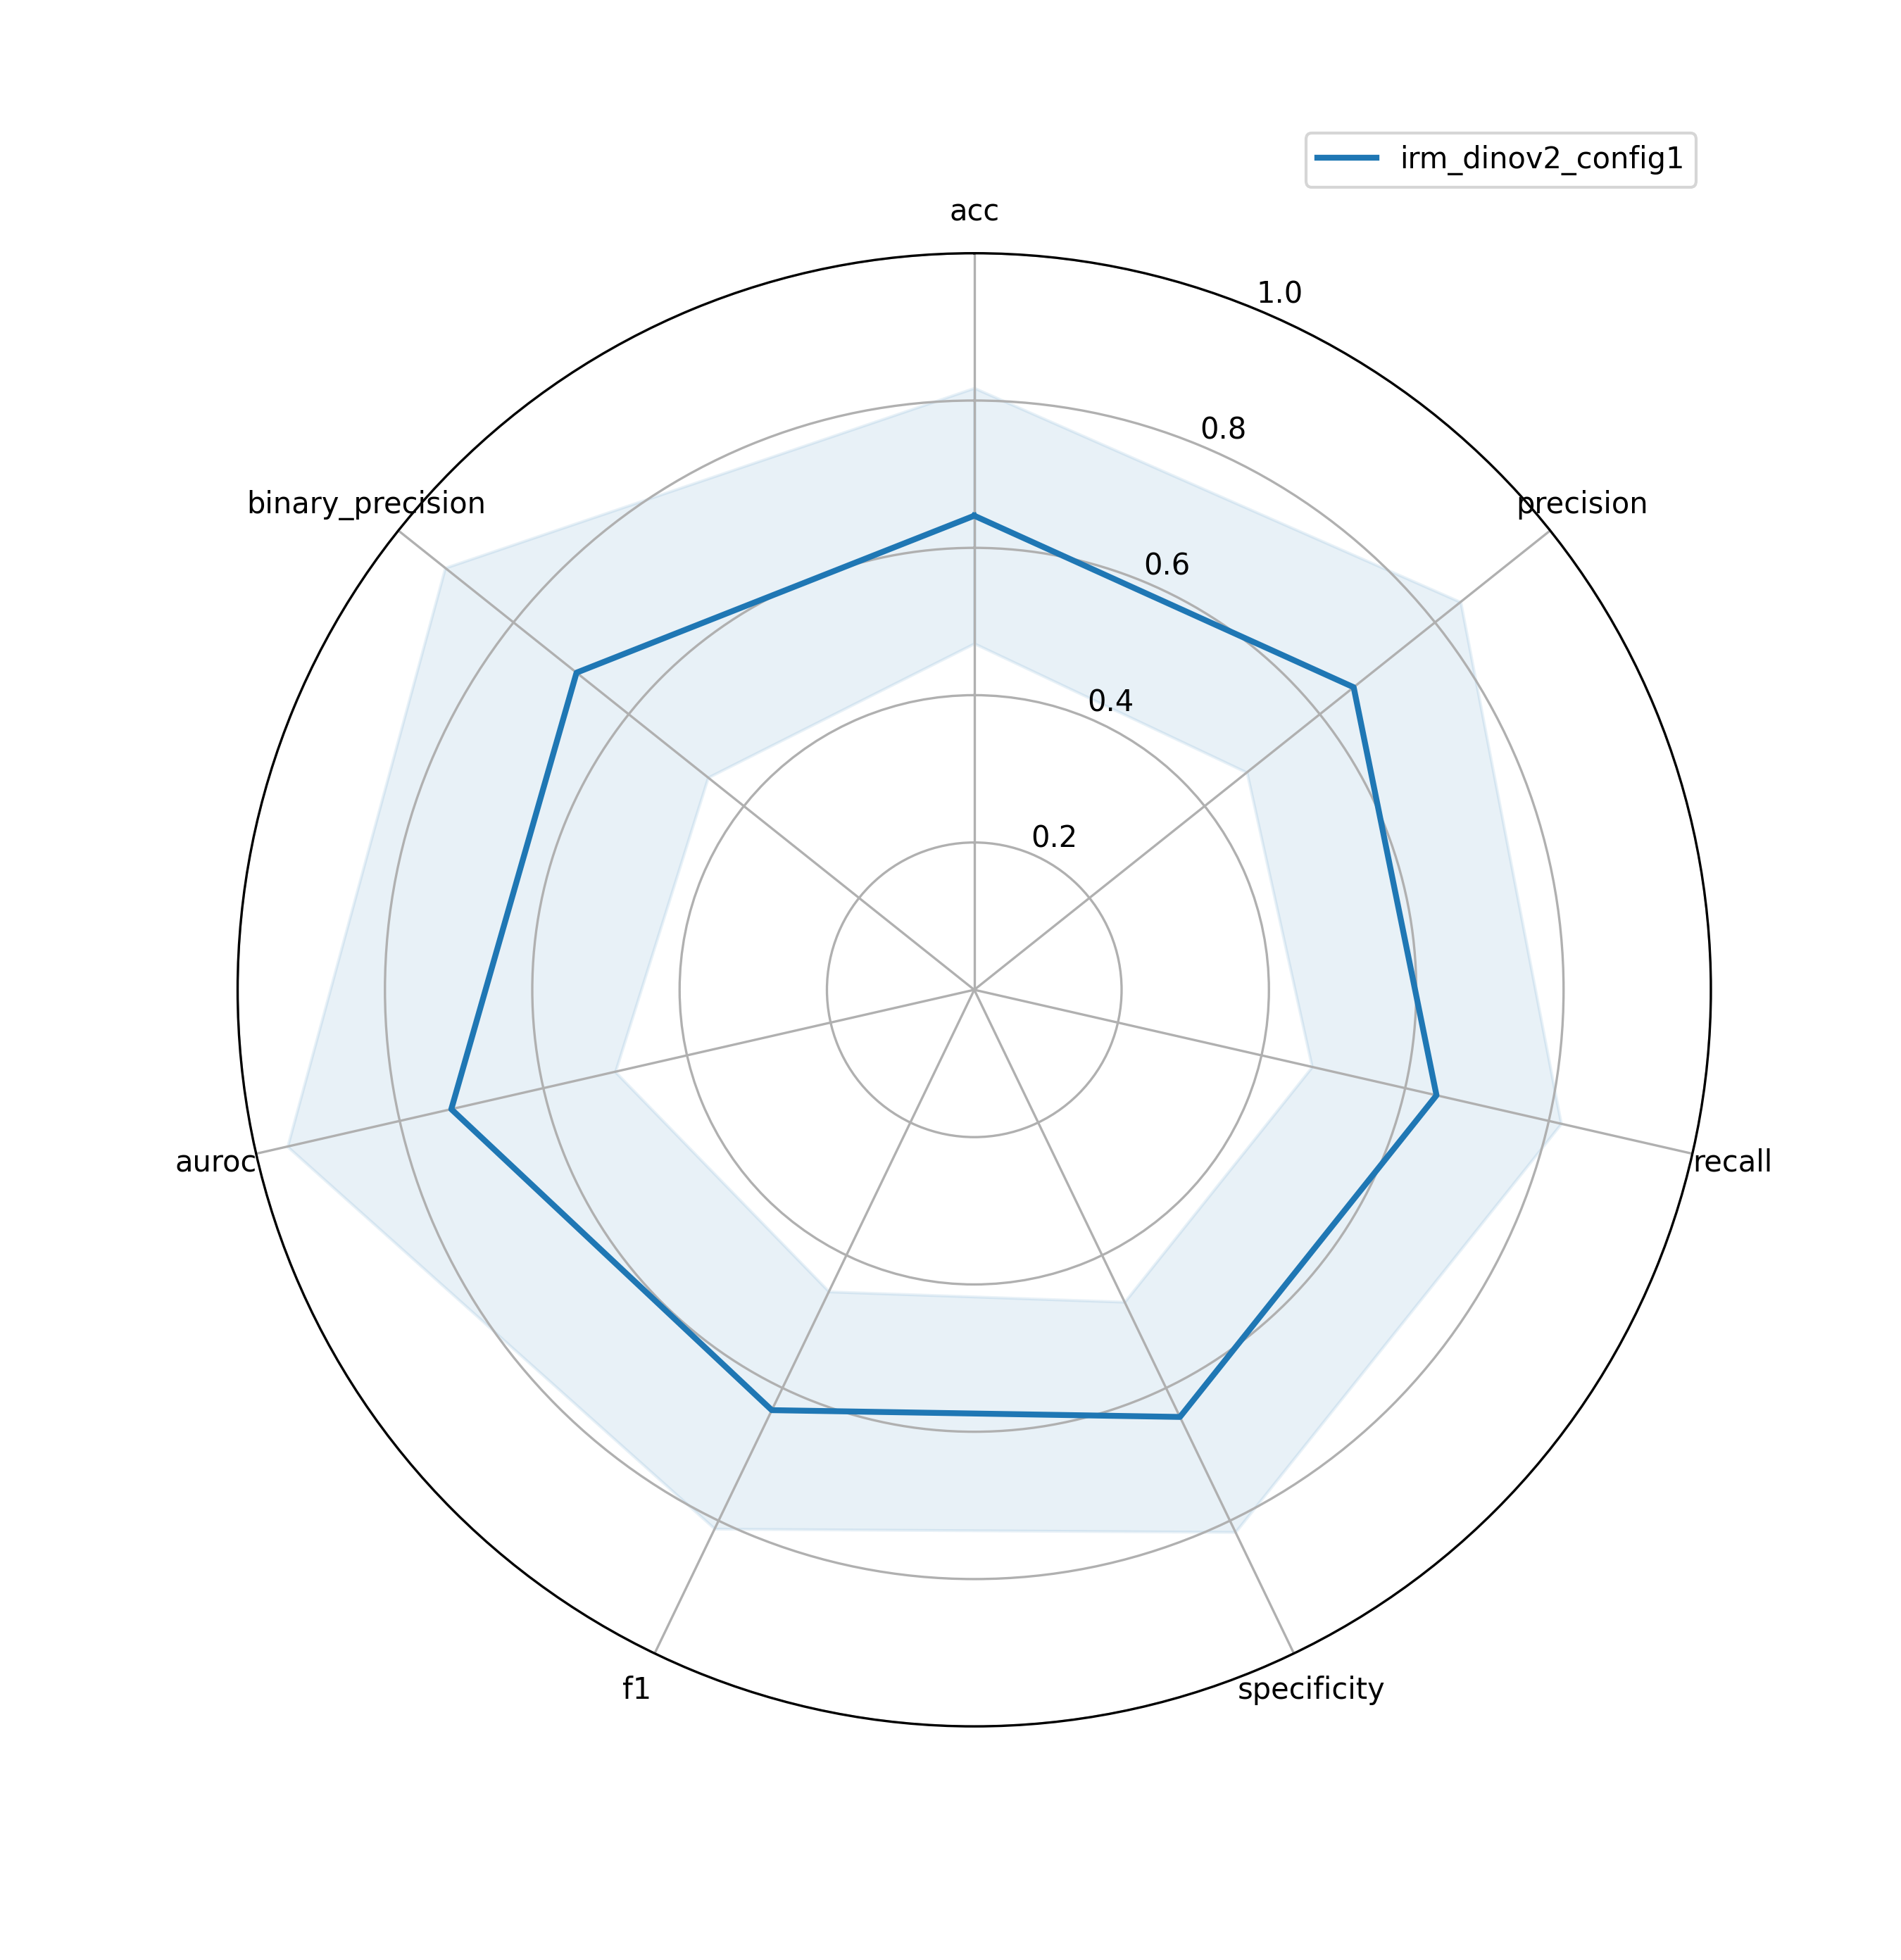 irm_dinov2_config1
acc
1.0
0.8
binary_precision
precision
0.6
0.4
0.2
auroc
recall
f1
specificity